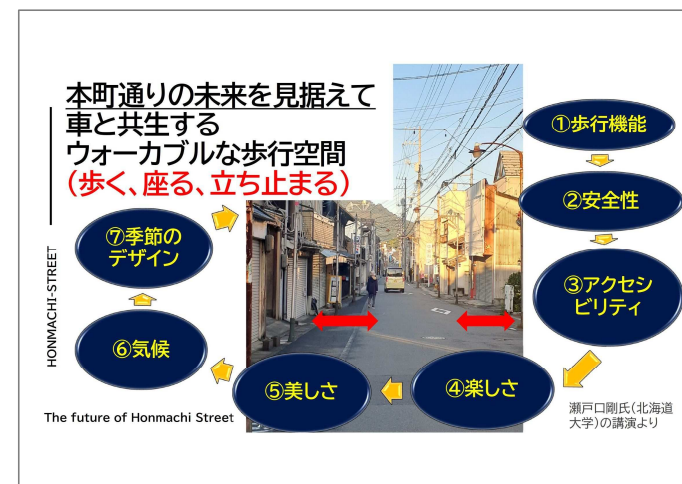 本町通りの未来を見据えて
車と共生する
ウォーカブルな歩行空間
(歩く、座る、立ち止まる)
①歩行機能
②安全性
③アクセシ
ビリティ
④楽しさ
⑤美しさ
⑥気候
⑦季節の
デザイン
HONMACHI-STREET
The future of Honmachi Street
瀬戸口剛氏(北海道
大学)の講演より